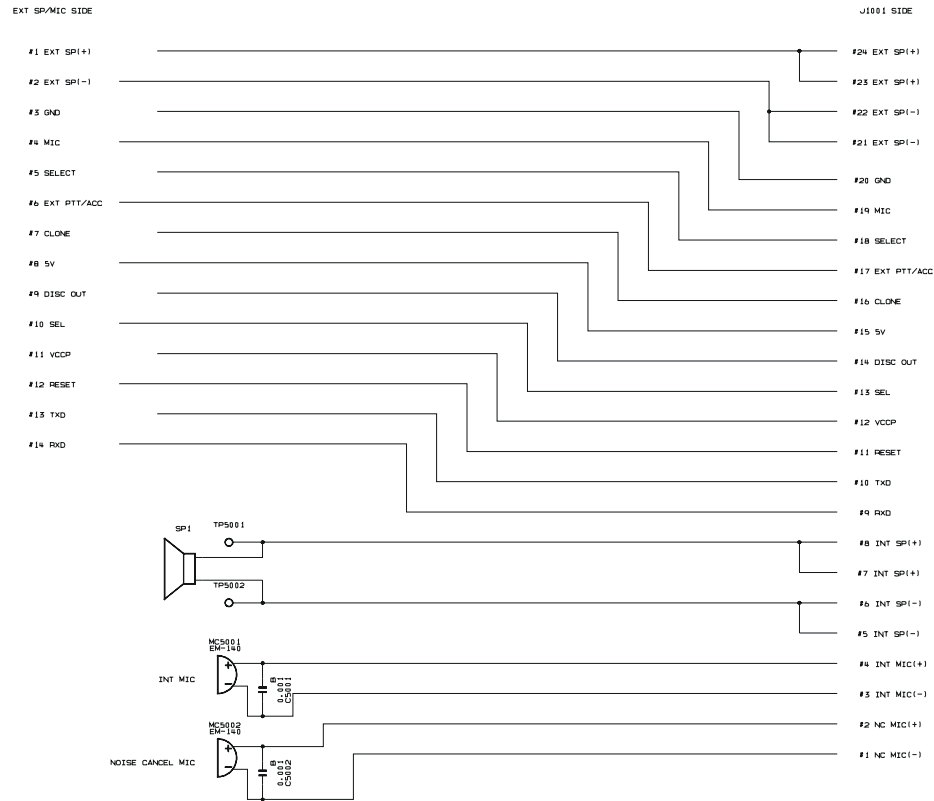 EXT SP/MIC SIDE
J1001 SIDE
#1 EXT SP(+)
#2 EXT SP(-)
#3 GND
#4 MIC
#5 SELECT
#6 EXT PTT/ACC
#7 CLONE
#8 5V
#9 DISC OUT
#10 SEL
#11 VCCP
#12 RESET
#13 TXD
#14 RXD
#24 EXT SP(+)
#23 EXT SP(+)
#22 EXT SP(-)
#21 EXT SP(-)
#20 GND
#19 MIC
#18 SELECT
#17 EXT PTT/ACC
#16 CLONE
#15 5V
#14 DISC OUT
#13 SEL
#12 VCCP
#11 RESET
#10 TXD
#9 RXD
#8 INT SP(+)
#7 INT SP(+)
#6 INT SP(-)
#5 INT SP(-)
#4 INT MIC(+)
#3 INT MIC(-)
#2 NC MIC(+)
#1 NC MIC(-)
SP1
TP5001
TP5002
MC5001
EM-140
+
-
INT MIC
B
0.001
C5001
MC5002
EM-140
+
-
NOISE CANCEL MIC
B
0.001
C5002